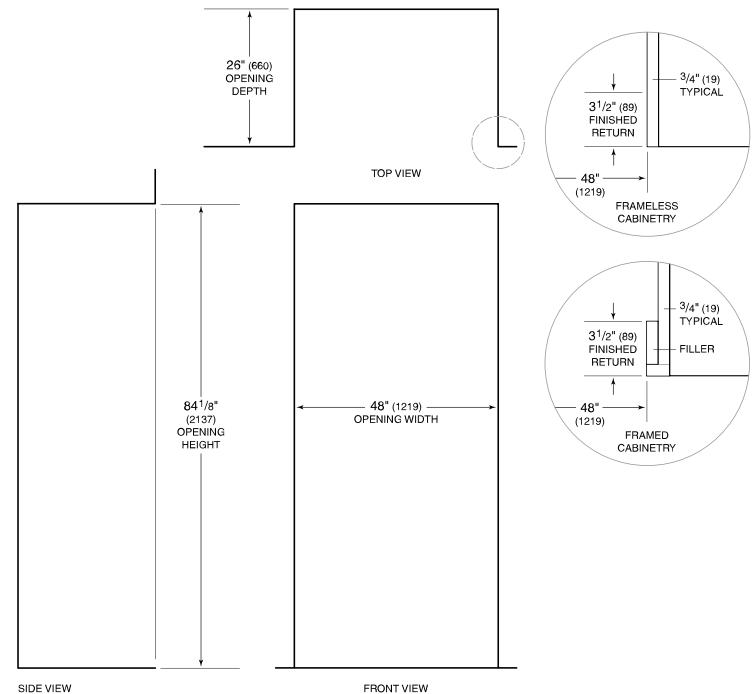 26" (660)
OPENING
DEPTH
TOP VIEW
3/4" (19)
TYPICAL
3 1/2" (89)
FINISHED
RETURN
48"
(1219)
FRAMELESS
CABINETRY
3/4" (19)
TYPICAL
3 1/2" (89)
FINISHED
RETURN
FILLER
48"
(1219)
FRAMED
CABINETRY
84 1/8"
(2137)
OPENING
HEIGHT
48" (1219)
OPENING WIDTH
SIDE VIEW
FRONT VIEW